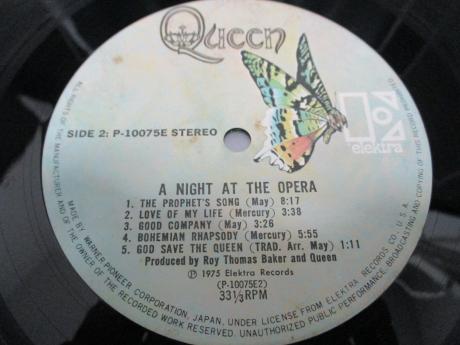 Queen
SIDE 2: P-10075E STEREO
elektra
A NIGHT AT THE OPERA
1. THE PROPHET'S SONG (May) 8:17
2. LOVE OF MY LIFE (Mercury) 3:38
3. GOOD COMPANY (May) 3:26
4. BOHEMIAN RHAPSODY (Mercury) 5:55
5. GOD SAVE THE QUEEN (TRAD. Arr. May) 1:11
Produced by Roy Thomas Baker and Queen
℗ 1975 Elektra Records
(P-10075E2)
33⅓RPM
MADE BY WARNER-PIONEER CORPORATION, JAPAN, UNDER LICENSE FROM ELEKTRA RECORDS CO., U.S.A.
ALL RIGHTS OF THE MANUFACTURER AND OF THE OWNER OF THE RECORDED WORK RESERVED. UNAUTHORIZED PUBLIC PERFORMANCE, BROADCASTING AND COPYING OF THIS RECORD PROHIBITED